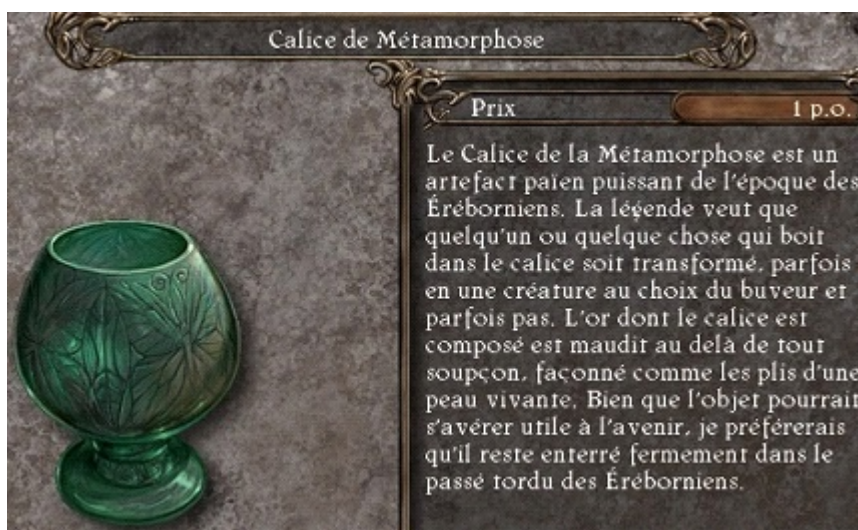 Calice de Métamorphose
Prix
1 p.o.
Le Calice de la Métamorphose est un
artefact païen puissant de l'époque des
Éréborniens. La légende veut que
quelqu'un ou quelque chose qui boit
dans le calice soit transformé, parfois
en une créature au choix du buveur et
parfois pas. L'or dont le calice est
composé est maudit au delà de tout
soupçon, façonné comme les plis d'une
peau vivante. Bien que l'objet pourrait
s'avérer utile à l'avenir, je préférerais
qu'il reste enterré fermement dans le
passé tordu des Éréborniens.